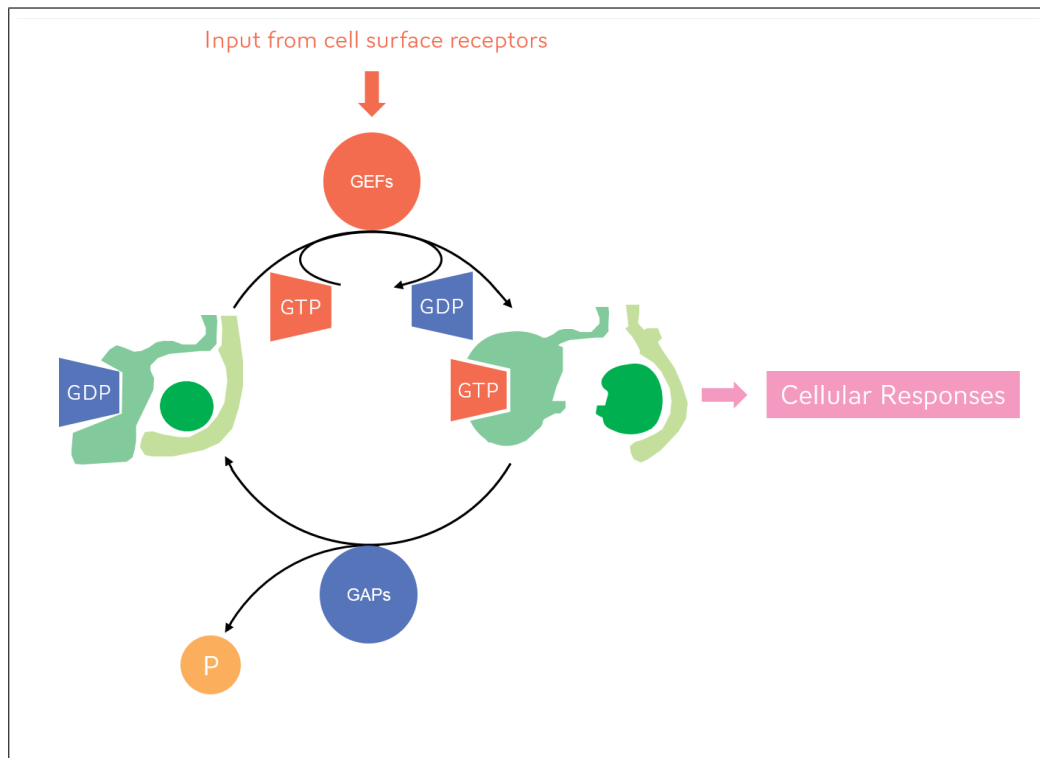 Input from cell surface receptors
GEFs
GTP
GDP
GDP
GTP
Cellular Responses
GAPs
P